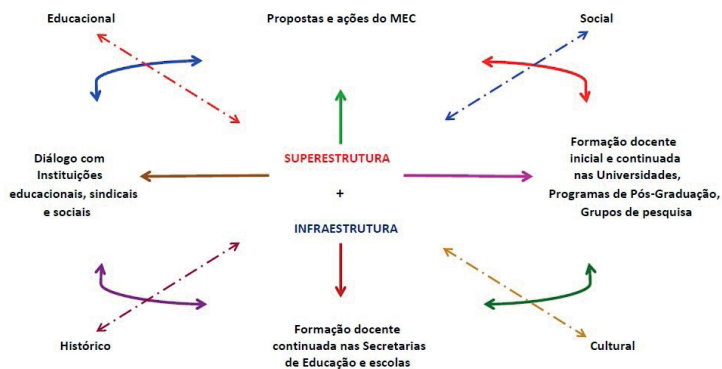 Educacional
Propostas e ações do MEC
Social
Diálogo com
Instituições
educacionais, sindicais
e sociais
SUPERESTRUTURA
+
INFRAESTRUTURA
Formação docente
inicial e continuada
nas Universidades,
Programas de Pós-Graduação,
Grupos de pesquisa
Histórico
Formação docente
continuada nas Secretarias
de Educação e escolas
Cultural